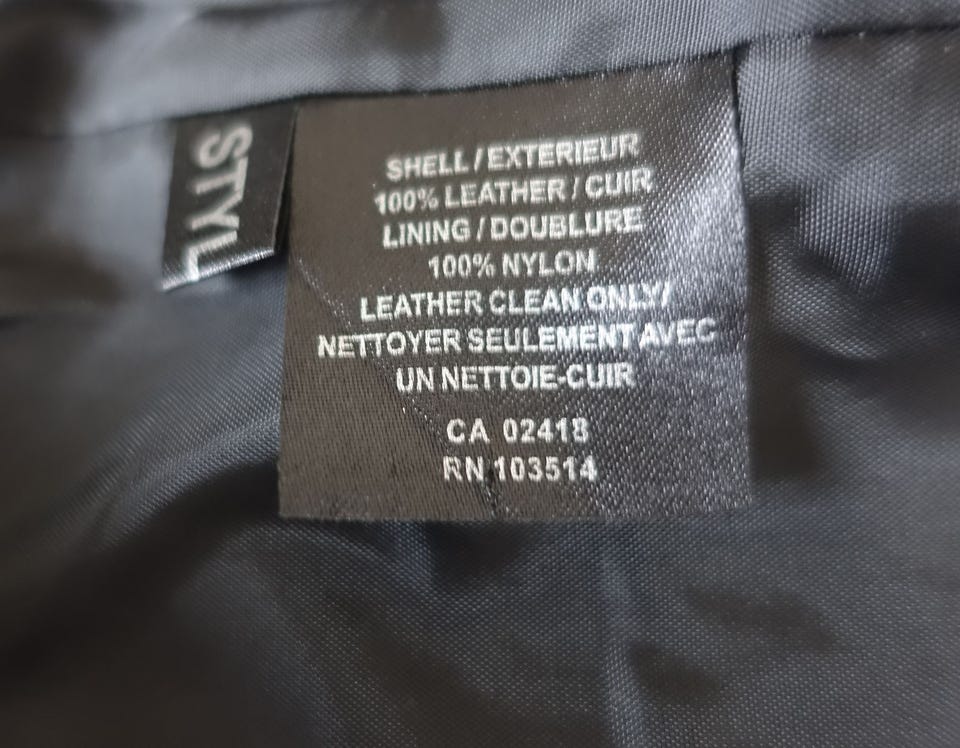 STYL
SHELL / EXTERIEUR
100% LEATHER / CUIR
LINING / DOUBLURE
100% NYLON
LEATHER CLEAN ONLY/
NETTOYER SEULEMENT AVEC
UN NETTOIE-CUIR
CA 02418
RN 103514